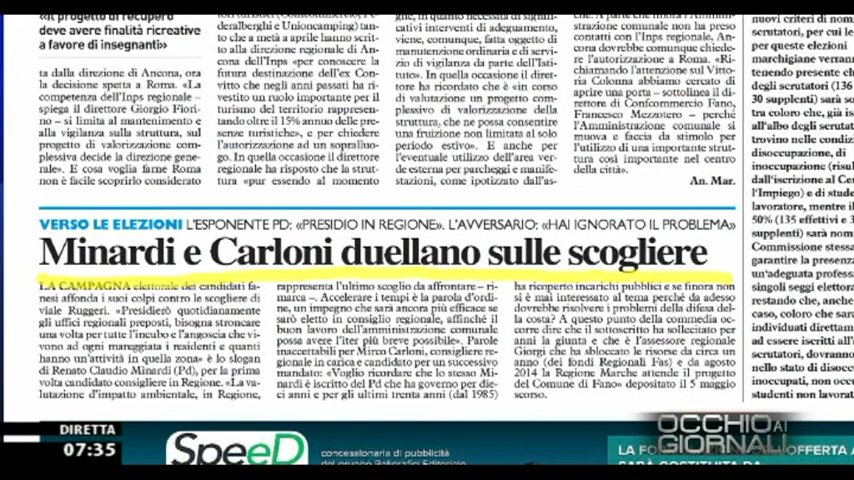 «Il progetto di recupero
deve avere finalità ricreative
a favore di insegnanti»
ta dalla direzione di Ancona, ora
la decisione spetta a Roma. «La
competenza dell'Inps regionale –
spiega il direttore Giorgio Fiori-
no – si limita al mantenimento e
alla vigilanza sulla struttura, sul
progetto di valorizzazione com-
plessiva decide la direzione gene-
rale». E cosa voglia farne Roma
non è facile scoprirlo considerato
deralberghi e Unioncamping) tan-
to che a metà aprile hanno scrit-
to alla direzione regionale di An-
cona dell'Inps «per conoscere la
futura destinazione dell'ex Con-
vitto che negli anni passati ha ri-
vestito un ruolo importante per il
turismo del territorio rappresen-
tando oltre il 15% annuo delle pre-
senze turistiche», e per chiedere
l'autorizzazione ad un sopralluo-
go. In quella occasione il direttore
regionale ha risposto che la strut-
tura «pur essendo al momento
cativi interventi di adeguamento,
viene, comunque, fatta oggetto di
manutenzione ordinaria e di servi-
zio di vigilanza da parte dell'Isti-
tuto». In quella occasione il diret-
tore ha ricordato che è «in corso
di valutazione un progetto com-
plessivo di valorizzazione della
struttura, che ne possa consentire
una fruizione non limitata al solo
periodo estivo». E anche per
l'eventuale utilizzo dell'area ver-
de esterna per parcheggi e manife-
stazioni, come ipotizzato dall'as-
strazione comunale non ha preso
contatti con l'Inps regionale, An-
cona dovrebbe comunque chiede-
re l'autorizzazione a Roma. «Ri-
chiamando l'attenzione sul Vitto-
ria Colonna abbiamo cercato di
aprire una porta – sottolinea il di-
rettore di Confcommercio Fano,
Francesco Mezzotero – perché
l'Amministrazione comunale si
muova e faccia da stimolo per
l'utilizzo di una importante strut-
tura così importante nel centro
della città».
An. Mar.
VERSO LE ELEZIONI L'ESPONENTE PD: «PRESIDIO IN REGIONE». L'AVVERSARIO: «HAI IGNORATO IL PROBLEMA»
Minardi e Carloni duellano sulle scogliere
LA CAMPAGNA elettorale dei candidati fa-
nesi affonda i suoi colpi contro le scogliere di
viale Ruggeri. «Presidierò quotidianamente
gli uffici regionali preposti, bisogna stroncare
una volta per tutte l'incubo e l'angoscia che vi-
vono ad ogni mareggiata i residenti e quanti
hanno un'attività in quella zona» è lo slogan
di Renato Claudio Minardi (Pd), per la prima
volta candidato consigliere in Regione. «La va-
lutazione d'impatto ambientale, in Regione,
rappresenta l'ultimo scoglio da affrontare – ri-
marca –. Accelerare i tempi è la parola d'ordi-
ne, un impegno che sarà ancora più efficace se
sarò eletto in consiglio regionale, affinché il
buon lavoro dell'amministrazione comunale
possa avere l'iter più breve possibile». Parole
inaccettabili per Mirco Carloni, consigliere re-
gionale in carica e candidato per un successivo
mandato: «Voglio ricordare che lo stesso Mi-
nardi è iscritto del Pd che ha governo per die-
ci anni e per gli ultimi trenta anni (dal 1985)
ha ricoperto incarichi pubblici e se finora non
si è mai interessato al tema perché da adesso
dovrebbe risolvere i problemi della difesa del-
la costa? A questo punto della commedia oc-
corre dire che il sottoscritto ha sollecitato per
anni la giunta e che è l'assessore regionale
Giorgi che ha sbloccato le risorse da circa un
anno (dei fondi Regionali Fas) e da agosto
2014 la Regione Marche attende il progetto
del Comune di Fano» depositato il 5 maggio
scorso.
nuovi criteri di nomi
scrutatori, per cui le
per queste elezioni
marchigiane verran
tenendo presente ch
degli scrutatori (136
30 supplenti) sarà so
tra coloro che, già is
all'albo degli scruta
trovino nelle condizi
disoccupazione, di
inoccupazione (risul
dall'iscrizione al Ce
l'Impiego) e di stude
lavoratore, mentre il
50% (135 effettivi e 3
supplenti) sarà nom
Commissione stessa
garantire la presenza
un'adeguata profess
singoli seggi elettora
restando che, anche
caso, coloro che sara
individuati direttam
ad essere iscritti all'
scrutatori, dovranno
nello stato di disocc
inoccupati, non occu
studenti non lavorat
DIRETTA
07:35
SpeeD
concessionaria di pubblicità
del gruppo Poligrafici Editoriale
OCCHIO AI
GIORNALI